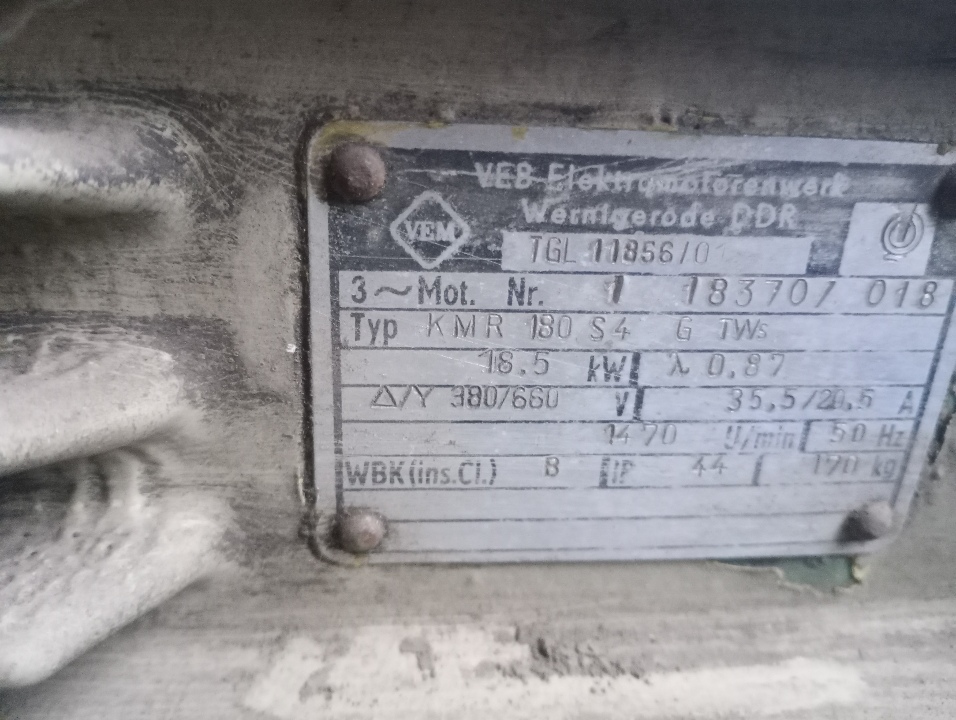 VEB Elektromotorenwerk
Wernigerode DDR
VEM
TGL 11856/01
3~Mot. Nr. 1 183707 018
Typ KMR 180 S4 G TWs
18.5 kW λ 0,87
Δ/Y 380/660 V 35,5/20,5 A
1470 U/min 50 Hz
WBK (ins.Cl.) B IP 44 170 kg